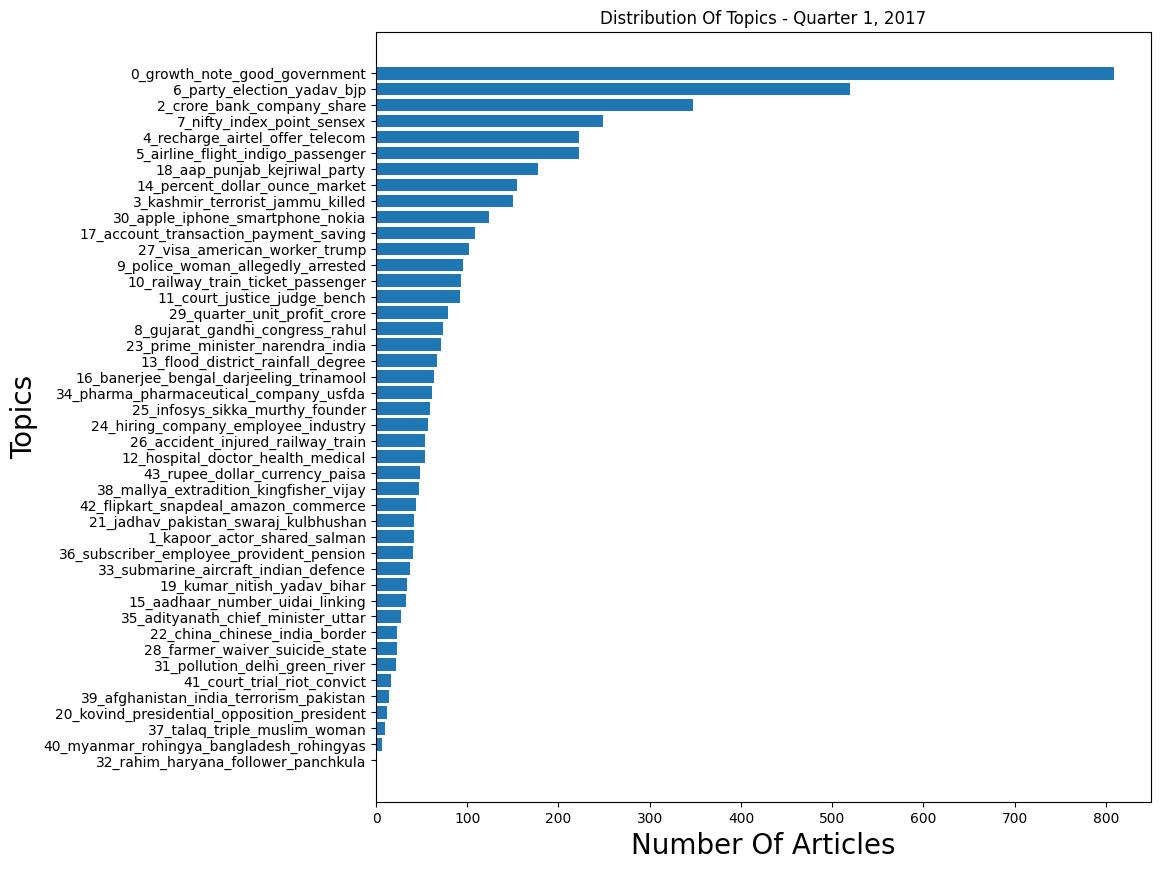 Distribution Of Topics - Quarter 1, 2017
0_growth_note_good_government
6_party_election_yadav_bjp
2_crore_bank_company_share
7_nifty_index_point_sensex
4_recharge_airtel_offer_telecom
5_airline_flight_indigo_passenger
18_aap_punjab_kejriwal_party
14_percent_dollar_ounce_market
3_kashmir_terrorist_jammu_killed
30_apple_iphone_smartphone_nokia
17_account_transaction_payment_saving
27_visa_american_worker_trump
9_police_woman_allegedly_arrested
10_railway_train_ticket_passenger
11_court_justice_judge_bench
29_quarter_unit_profit_crore
8_gujarat_gandhi_congress_rahul
23_prime_minister_narendra_india
13_flood_district_rainfall_degree
16_banerjee_bengal_darjeeling_trinamool
34_pharma_pharmaceutical_company_usfda
25_infosys_sikka_murthy_founder
24_hiring_company_employee_industry
26_accident_injured_railway_train
12_hospital_doctor_health_medical
43_rupee_dollar_currency_paisa
38_mallya_extradition_kingfisher_vijay
42_flipkart_snapdeal_amazon_commerce
21_jadhav_pakistan_swaraj_kulbhushan
1_kapoor_actor_shared_salman
36_subscriber_employee_provident_pension
33_submarine_aircraft_indian_defence
19_kumar_nitish_yadav_bihar
15_aadhaar_number_uidai_linking
35_adityanath_chief_minister_uttar
22_china_chinese_india_border
28_farmer_waiver_suicide_state
31_pollution_delhi_green_river
41_court_trial_riot_convict
39_afghanistan_india_terrorism_pakistan
20_kovind_presidential_opposition_president
37_talaq_triple_muslim_woman
40_myanmar_rohingya_bangladesh_rohingyas
32_rahim_haryana_follower_panchkula
Topics
0 100 200 300 400 500 600 700 800
Number Of Articles